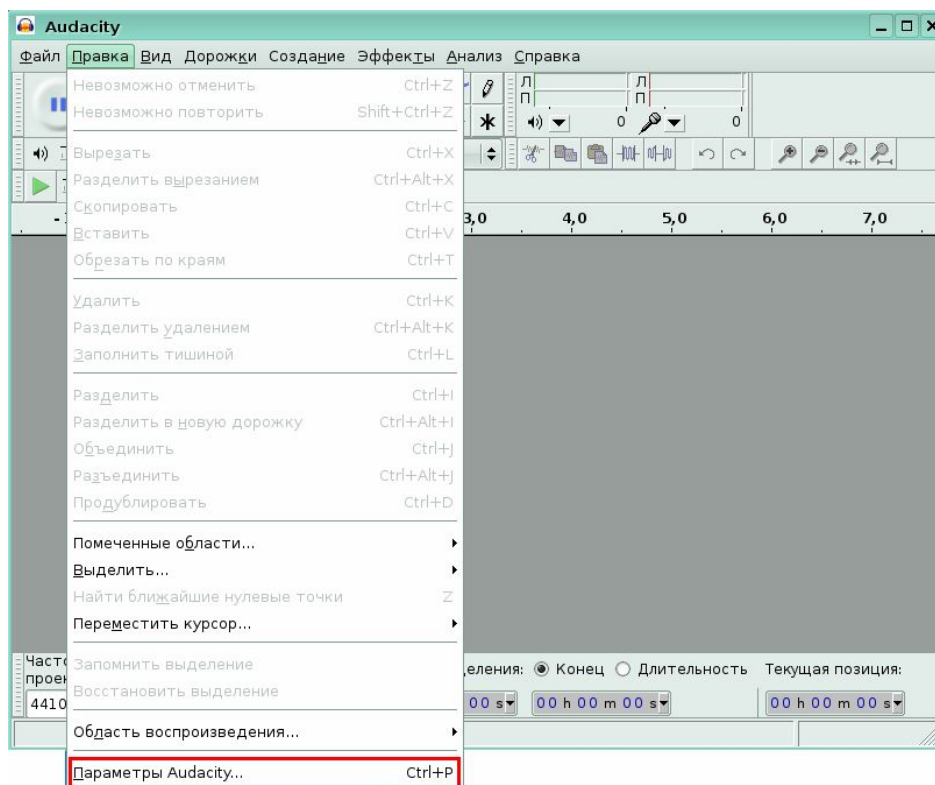 Audacity
Файл Правка Вид Дорожки Создание Эффекты Анализ Справка
Невозможно отменить Ctrl+Z
Невозможно повторить Shift+Ctrl+Z
Вырезать Ctrl+X
Разделить вырезанием Ctrl+Alt+X
Скопировать Ctrl+C
Вставить Ctrl+V
Обрезать по краям Ctrl+T
Удалить Ctrl+K
Разделить удалением Ctrl+Alt+K
Заполнить тишиной Ctrl+L
Разделить Ctrl+I
Разделить в новую дорожку Ctrl+Alt+I
Объединить Ctrl+J
Разъединить Ctrl+Alt+J
Продублировать Ctrl+D
Помеченные области...
Выделить...
Найти ближайшие нулевые точки Z
Переместить курсор...
Запомнить выделение
Восстановить выделение
Область воспроизведения...
Параметры Audacity... Ctrl+P
Л Л
П П
0 0
3,0 4,0 5,0 6,0 7,0
еления: Конец Длительность Текущая позиция:
4410 00 s 00 h 00 m 00 s 00 h 00 m 00 s